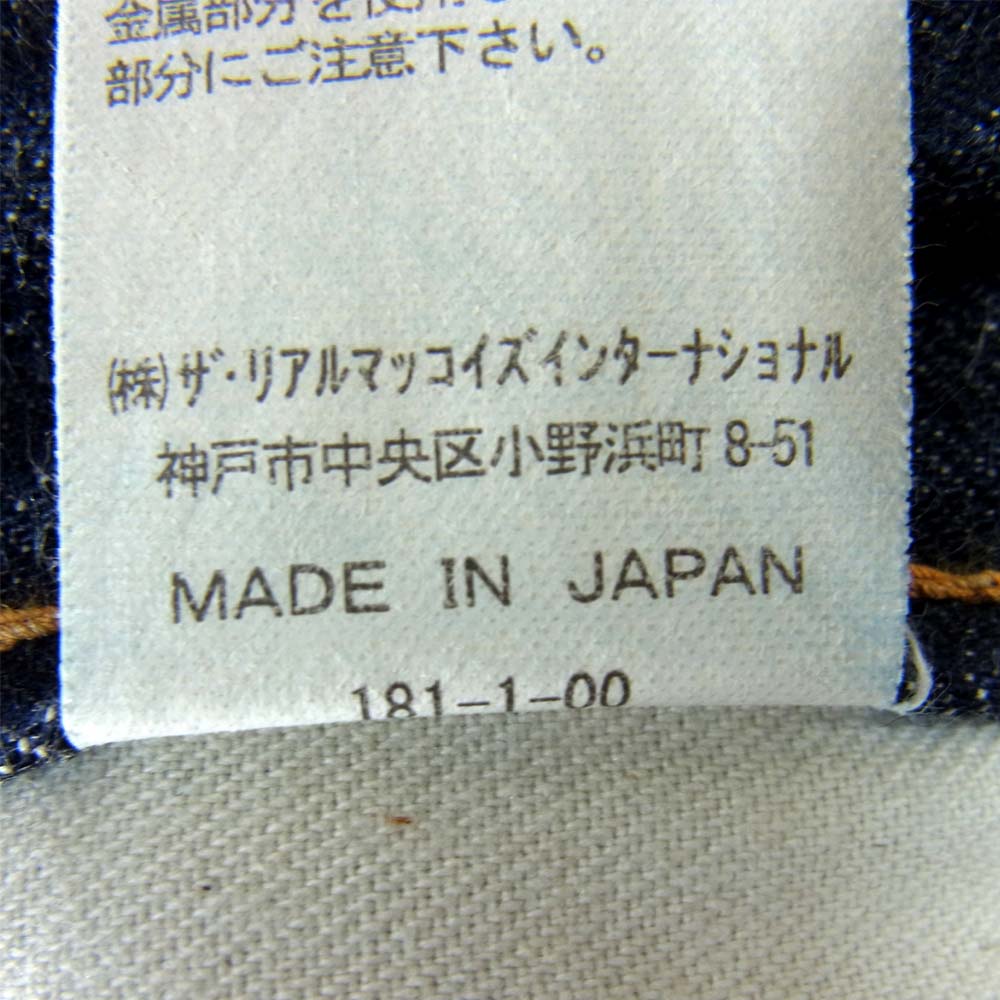 金属部分を使用し
部分にご注意下さい。
(株)ザ・リアルマッコイズインターナショナル
神戸市中央区小野浜町 8-51
MADE IN JAPAN
181-1-00